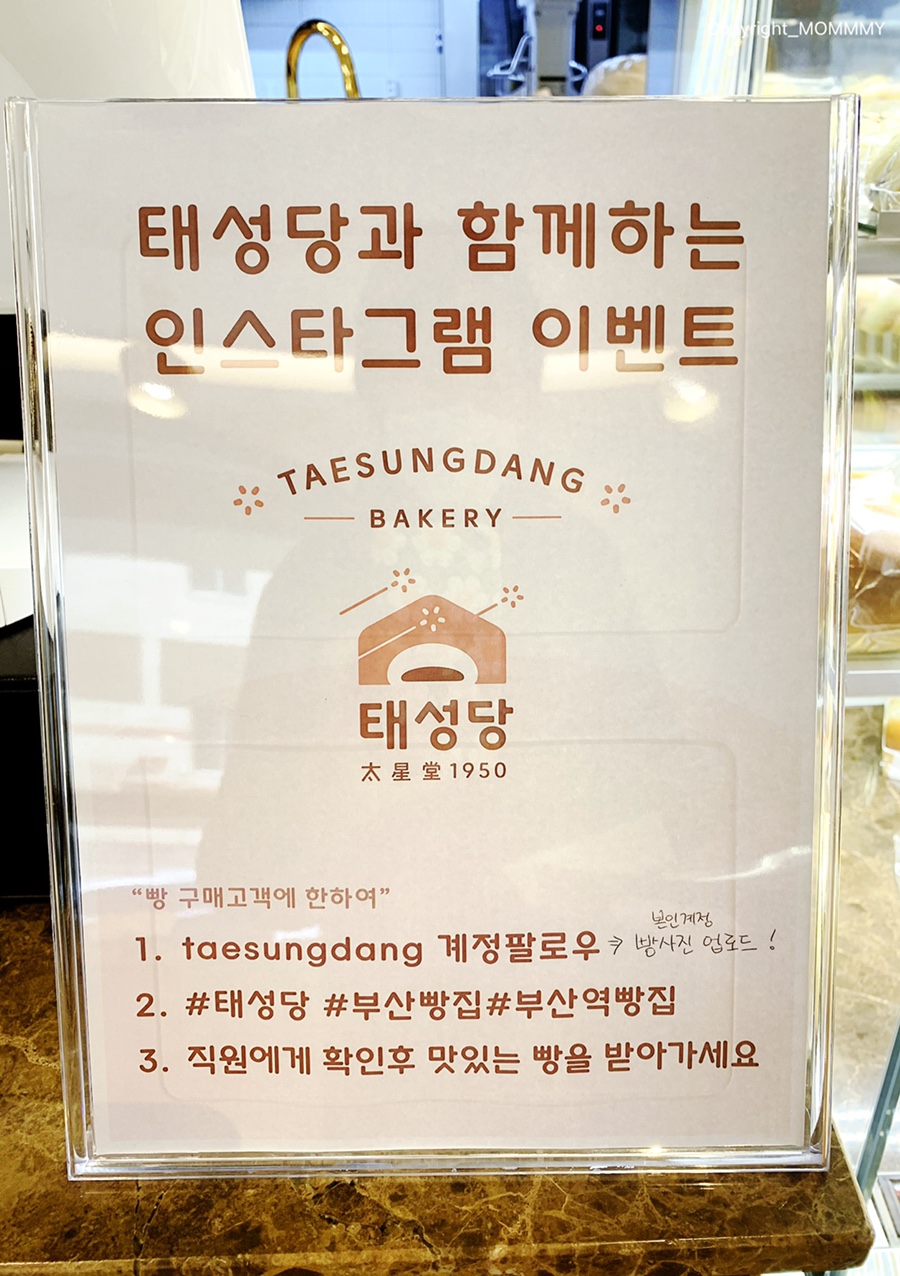 태성당과 함께하는
인스타그램 이벤트
TAESUNGDANG
BAKERY
태성당
太星堂1950
“빵 구매고객에 한하여”
본인계정
1. taesungdang 계정팔로우 → 빵사진 업로드 !
2. #태성당 #부산빵집#부산역빵집
3. 직원에게 확인후 맛있는 빵을 받아가세요